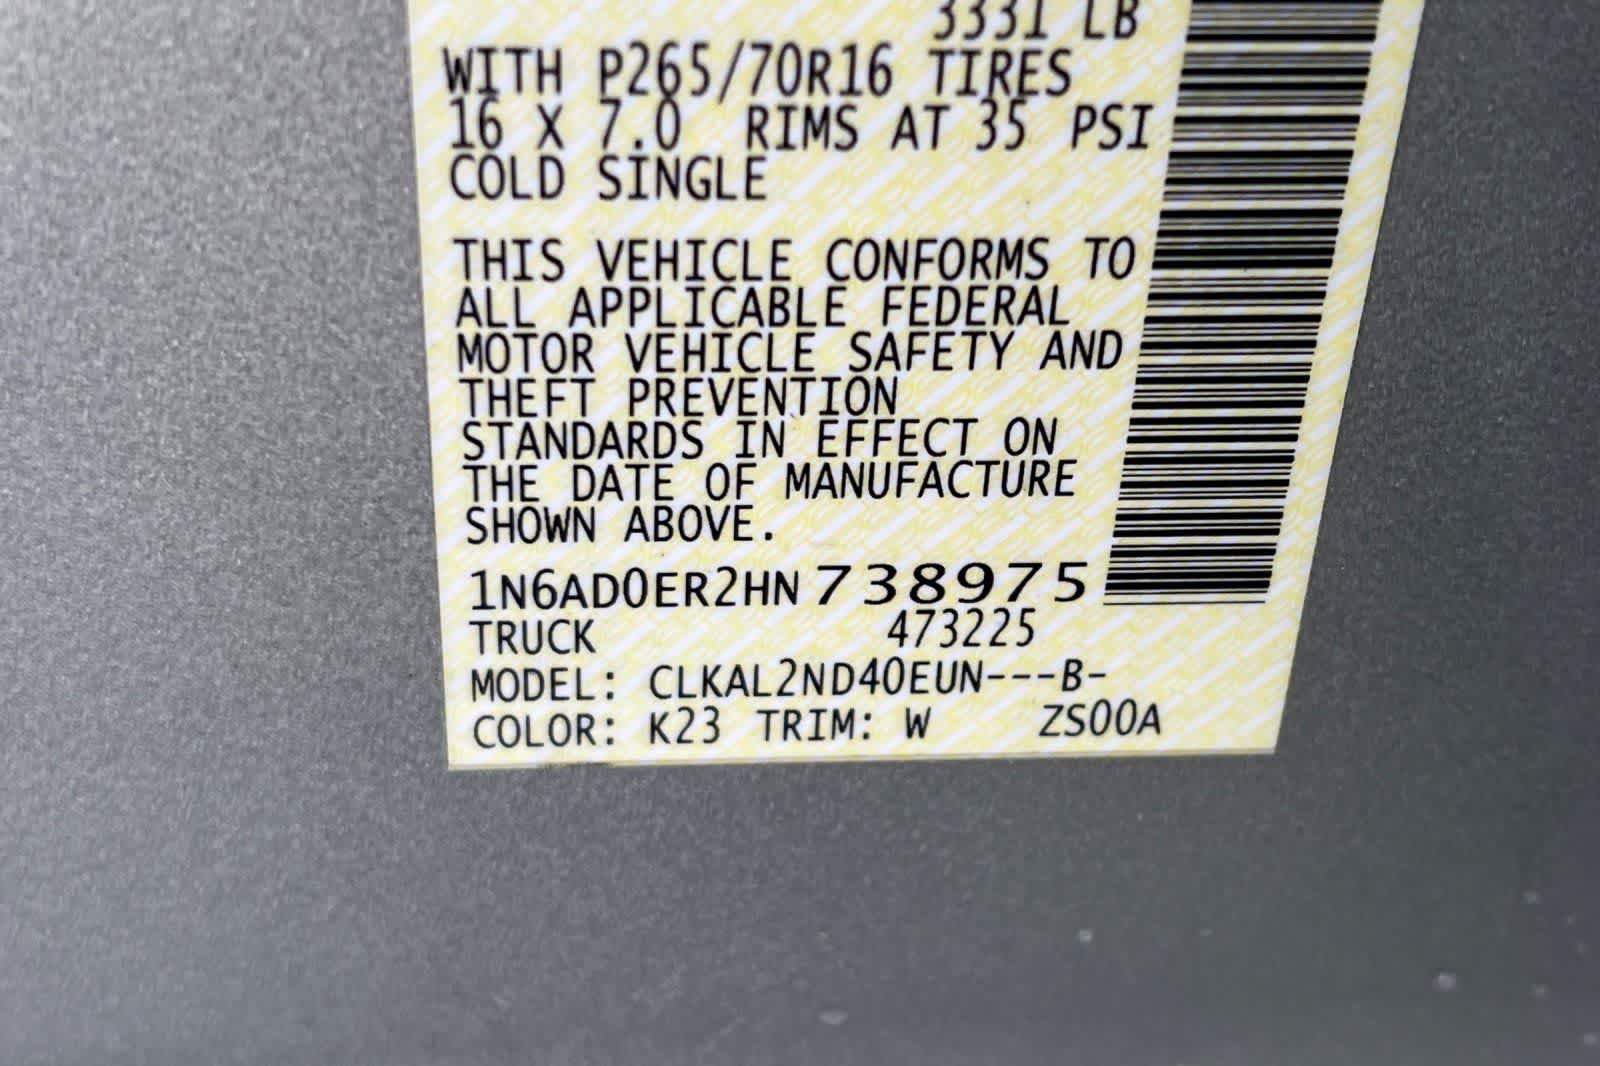 3331 LB
WITH P265/70R16 TIRES
16 X 7.0 RIMS AT 35 PSI
COLD SINGLE
THIS VEHICLE CONFORMS TO
ALL APPLICABLE FEDERAL
MOTOR VEHICLE SAFETY AND
THEFT PREVENTION
STANDARDS IN EFFECT ON
THE DATE OF MANUFACTURE
SHOWN ABOVE.
1N6AD0ER2HN738975
TRUCK 473225
MODEL: CLKAL2ND40EUN---B-
COLOR: K23 TRIM: W ZS00A